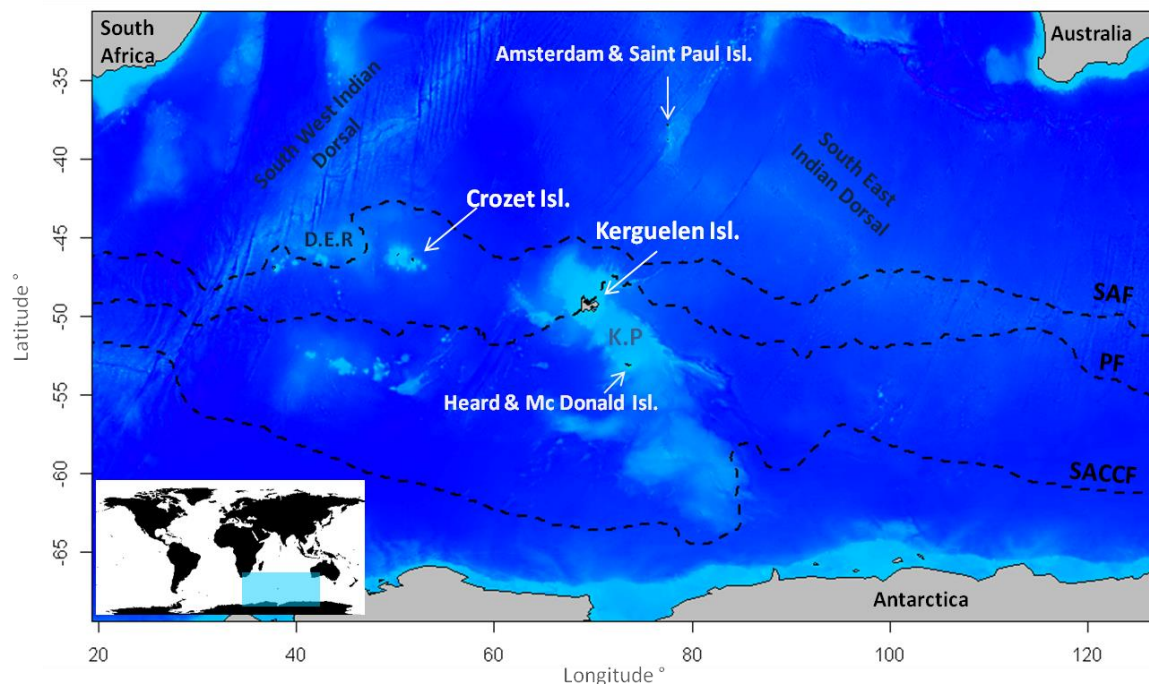 South
Africa
Australia
Amsterdam & Saint Paul Isl.
South West Indian
Dorsal
South East
Indian Dorsal
Crozet Isl.
D.E.R
Kerguelen Isl.
SAF
K.P
PF
Heard & Mc Donald Isl.
SACCF
Antarctica
Latitude °
-35
-40
-45
-50
-55
-60
-65
20
40
60
80
100
120
Longitude °